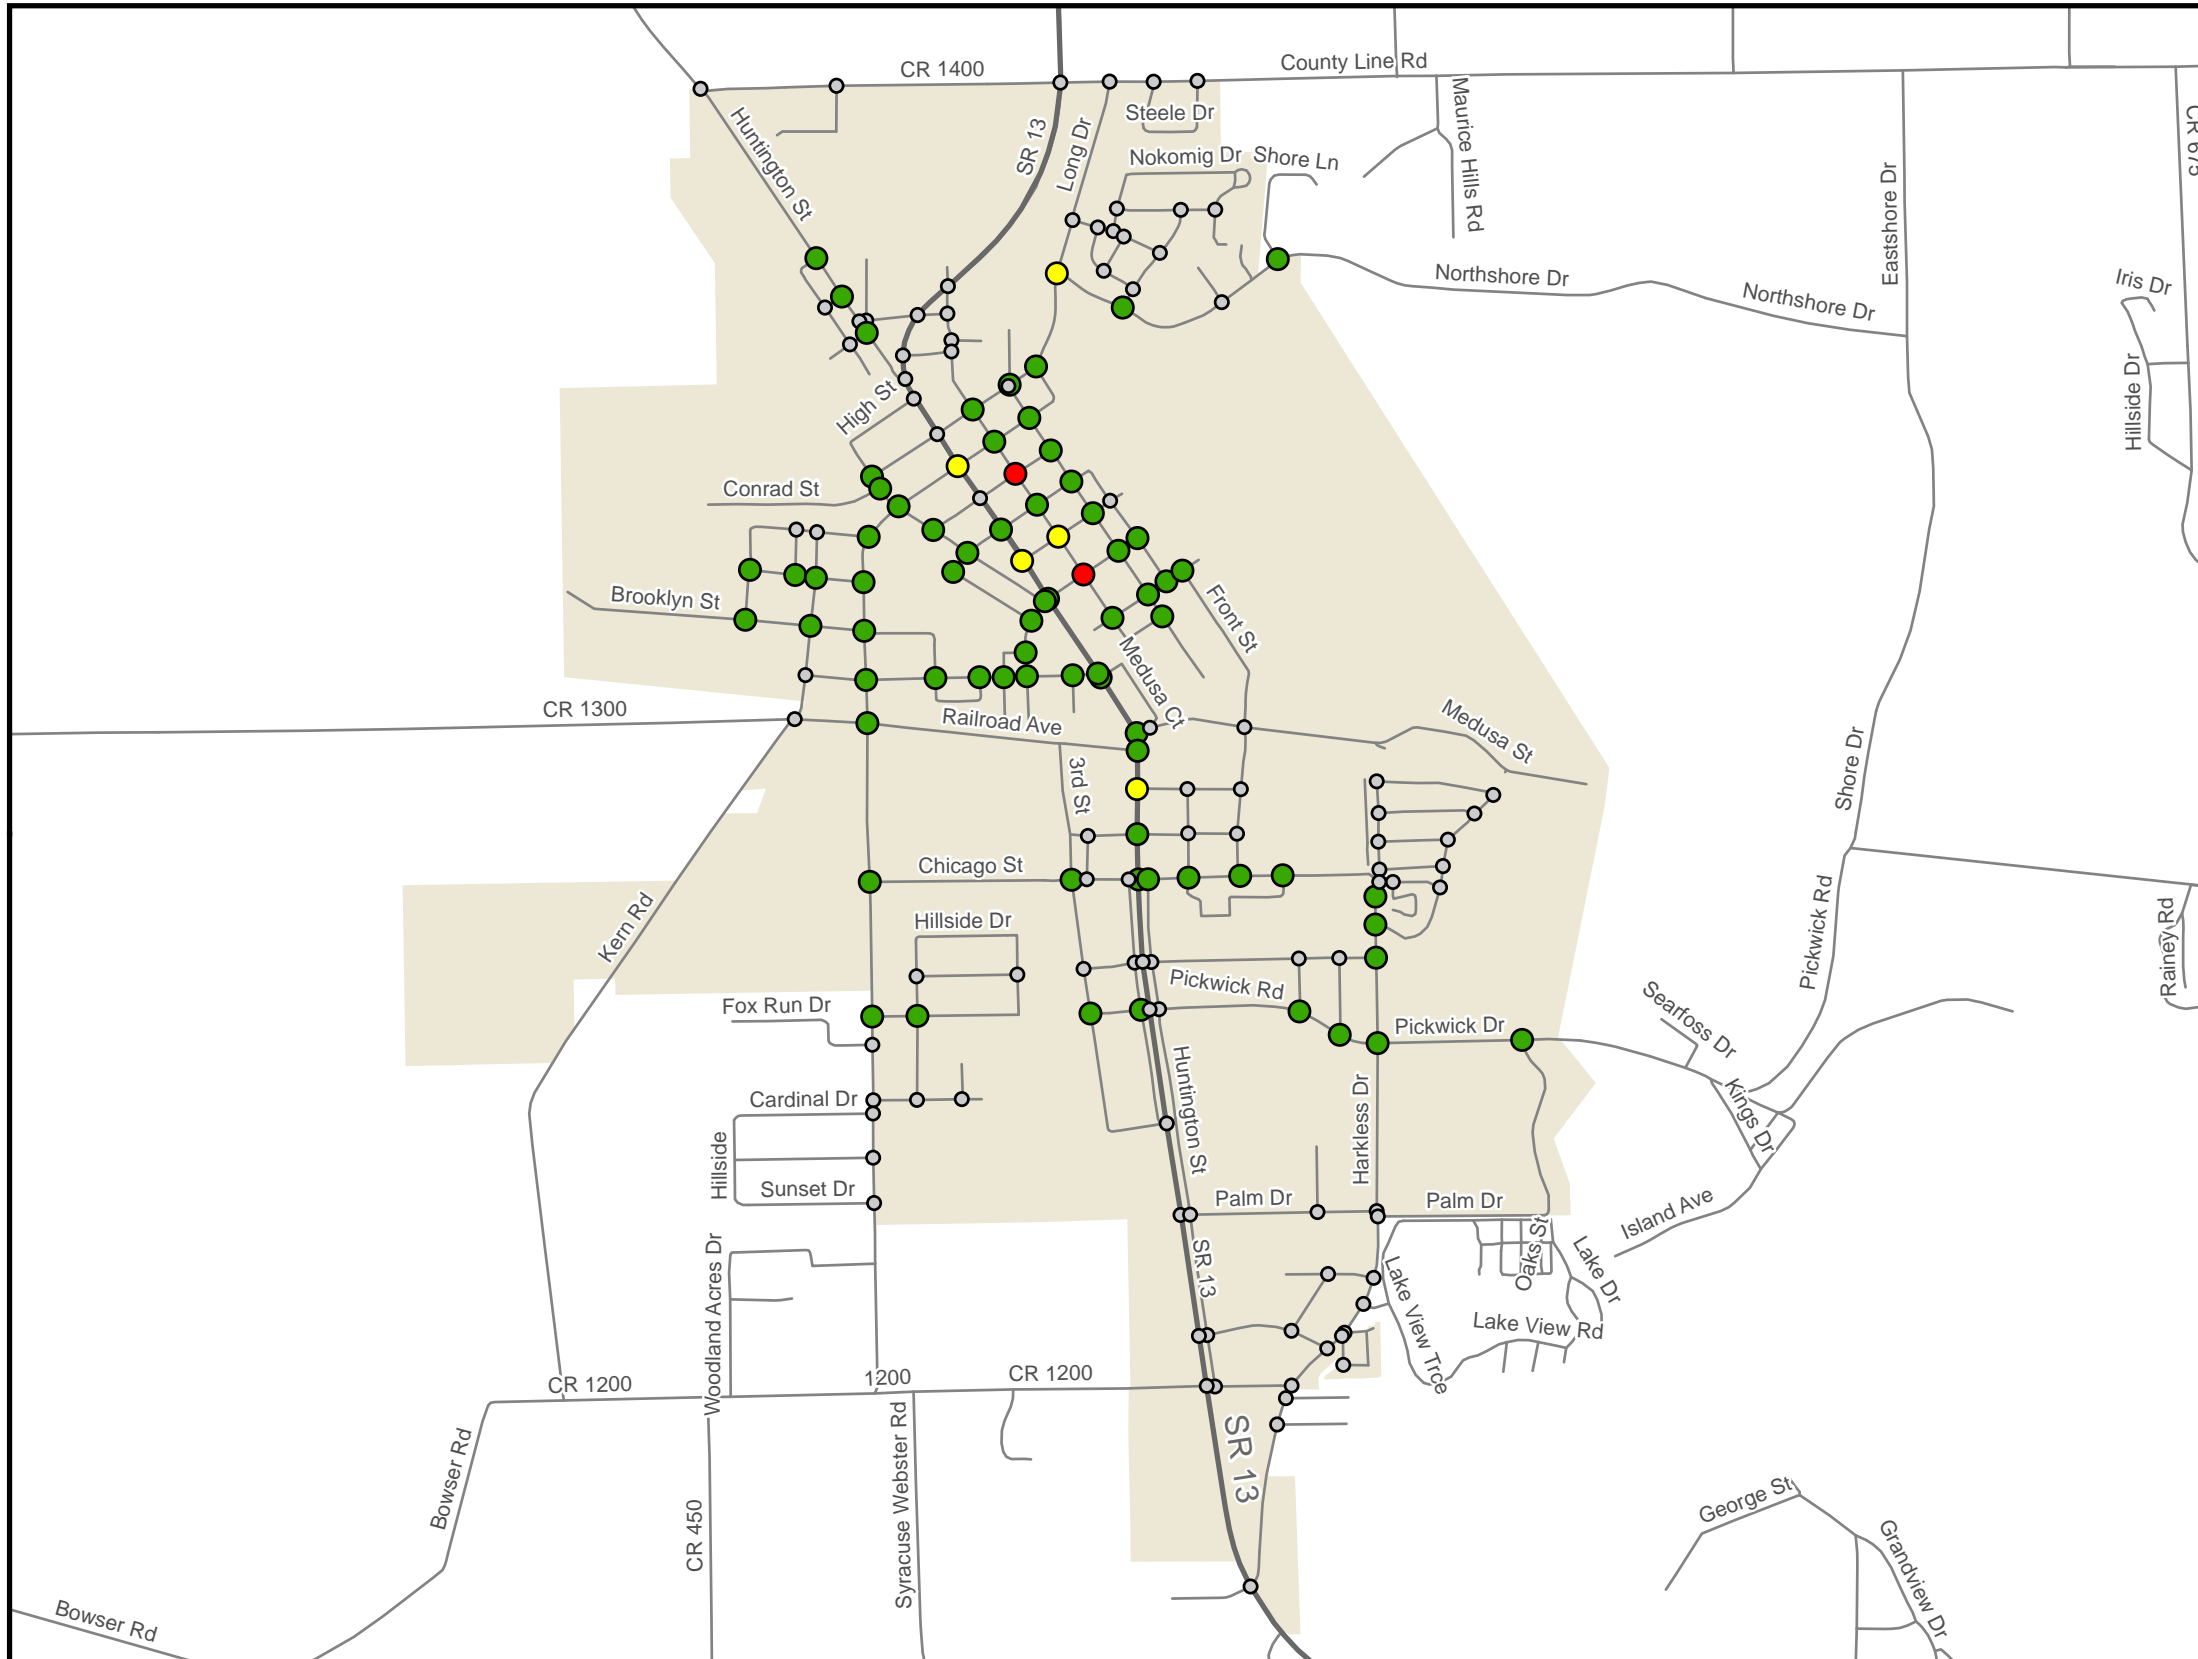 County Line Rd
CR 1400
Steele Dr
Maurice Hills Rd
Huntington St
SR 13
Long Dr
Nokomig Dr
Shore Ln
CR 675
Eastshore Dr
Northshore Dr
Northshore Dr
Iris Dr
Hillside Dr
High St
Conrad St
Brooklyn St
Front St
Medusa Ct
CR 1300
Railroad Ave
Medusa St
3rd St
Shore Dr
Chicago St
Kern Rd
Hillside Dr
Pickwick Rd
Rainey Rd
Pickwick Rd
Fox Run Dr
Searfoss Dr
Pickwick Dr
Huntington St
Harkless Dr
Kings Dr
Cardinal Dr
Hillside
Sunset Dr
Palm Dr
Palm Dr
Island Ave
Woodland Acres Dr
SR 13
Oaks St
Lake Dr
Lake View Trce
Lake View Rd
CR 1200
1200
CR 1200
SR 13
Bowser Rd
Syracuse Webster Rd
CR 450
George St
Grandview Dr
Bowser Rd